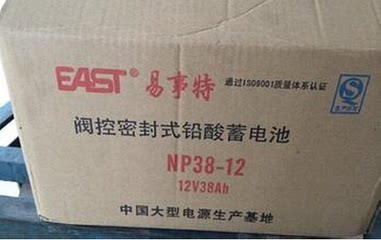 EAST® 易事特 通过ISO9001质量体系认证
阀控密封式铅酸蓄电池
NP38-12
12V38Ah
中国大型电源生产基地